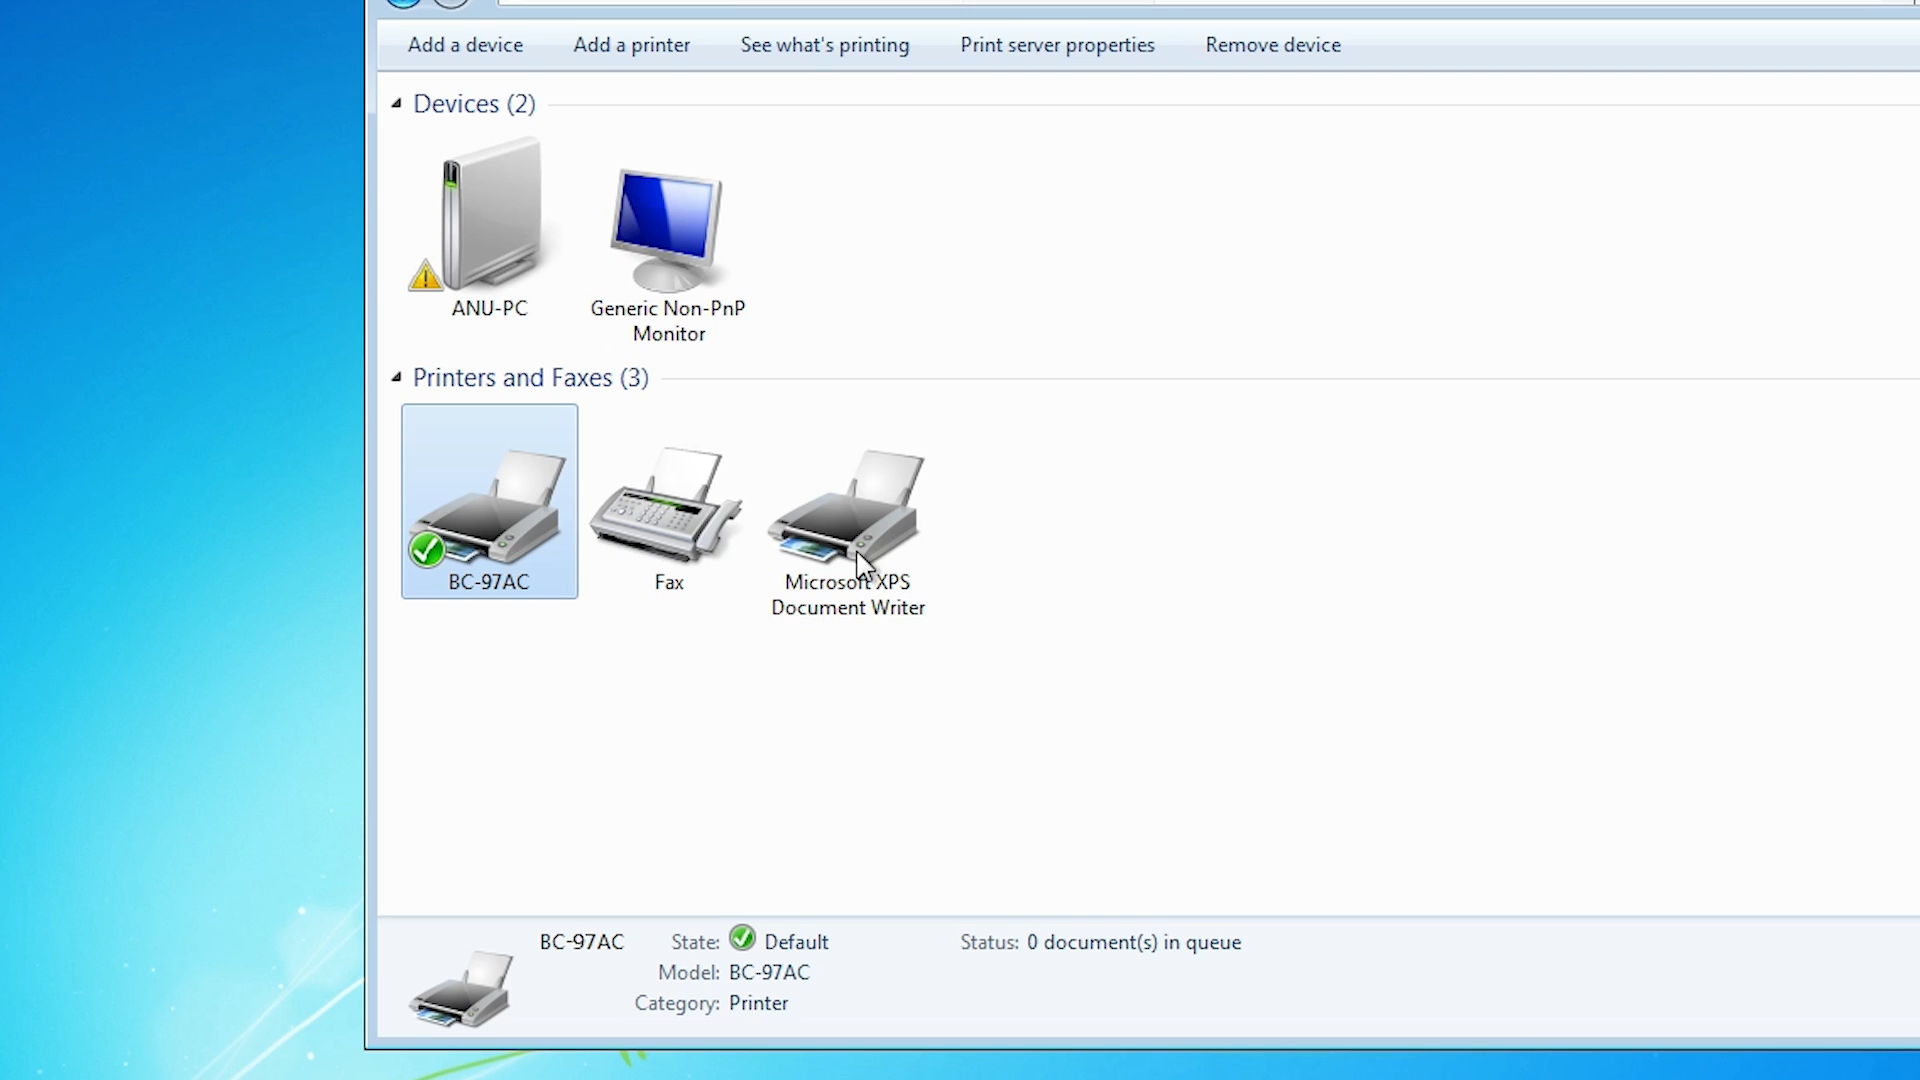 Add a device Add a printer See what's printing Print server properties Remove device
Devices (2)
ANU-PC
Generic Non-PnP
Monitor
Printers and Faxes (3)
BC-97AC
Fax
Microsoft XPS
Document Writer
BC-97AC State: Default Status: 0 document(s) in queue
Model: BC-97AC
Category: Printer